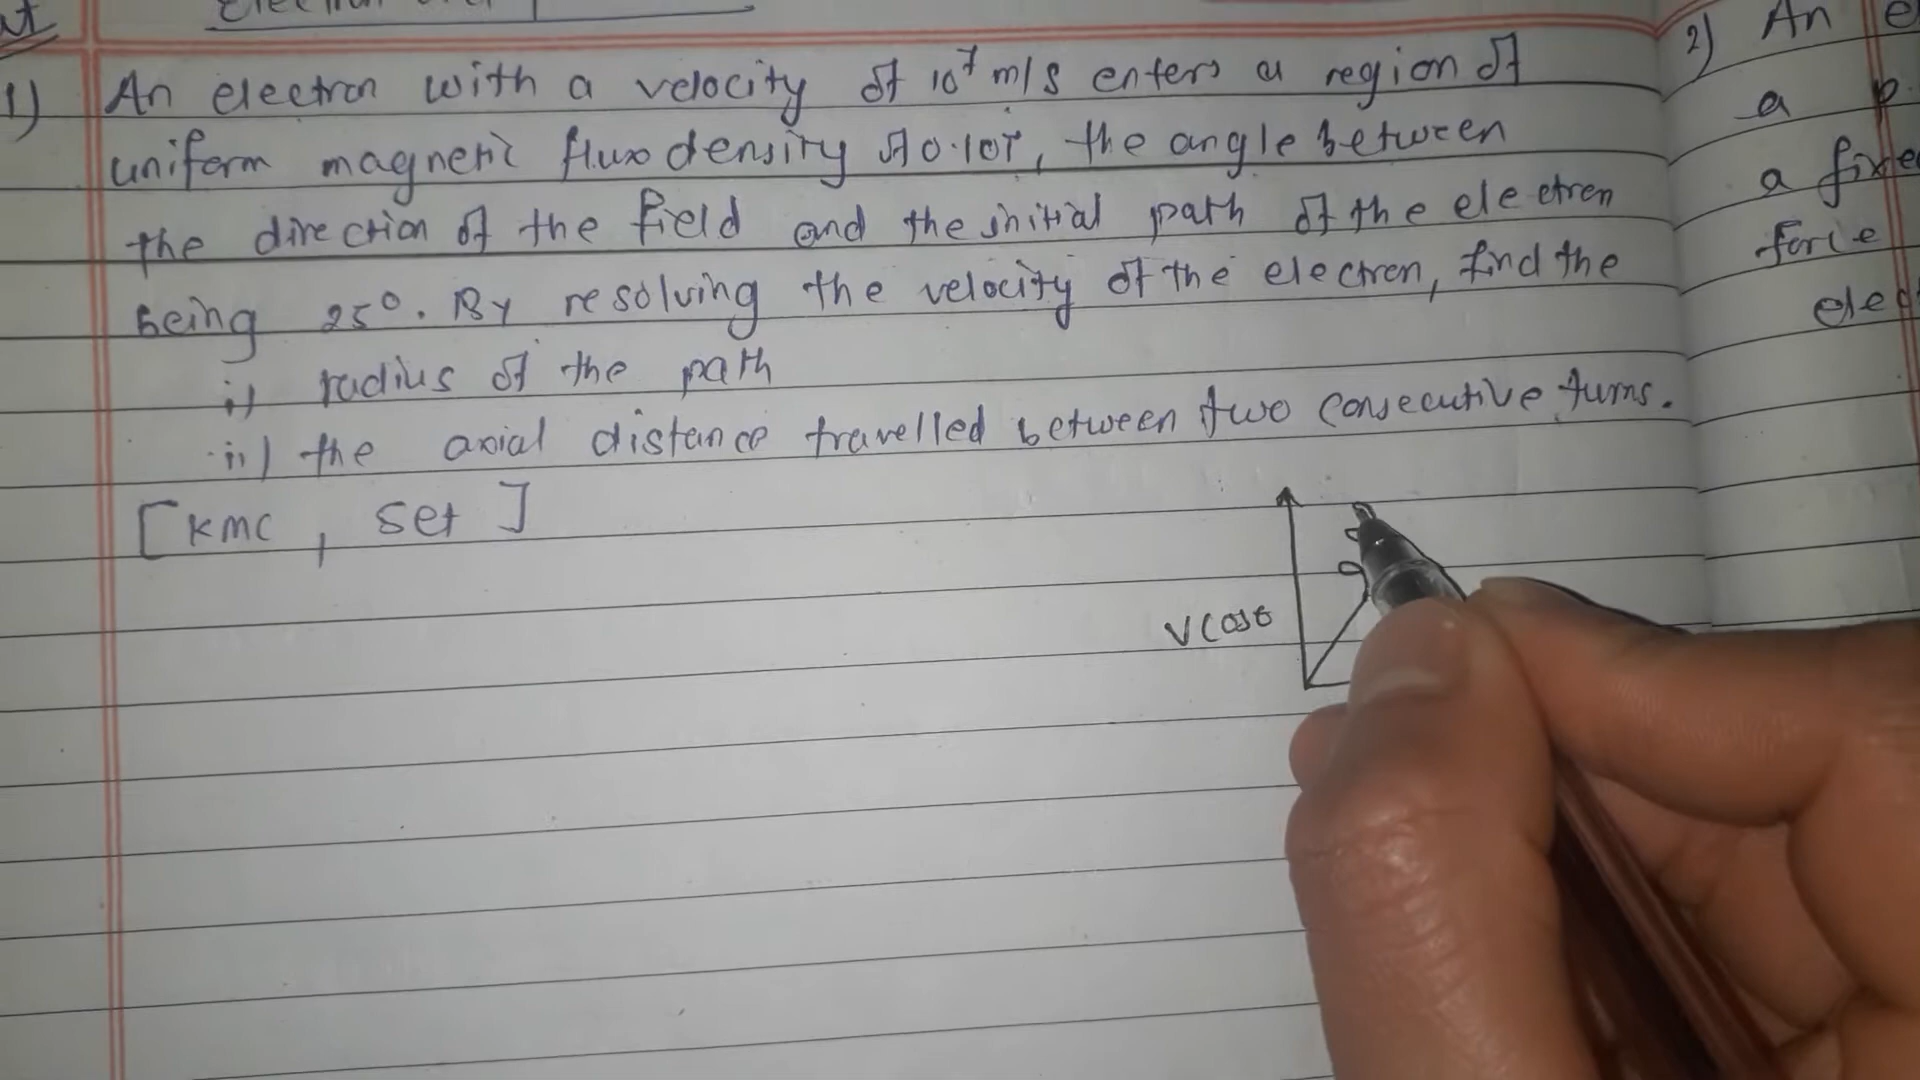 1) An electron with a velocity of 10⁷ m/s enters a region of
uniform magnetic flux density of 0.10T, the angle between
the direction of the field and the initial path of the electron
being 25°. By resolving the velocity of the electron, find the
i) radius of the path
ii) the axial distance travelled between two consecutive turns.
[KMC, Set]
vcosθ
2) An
a
a
force